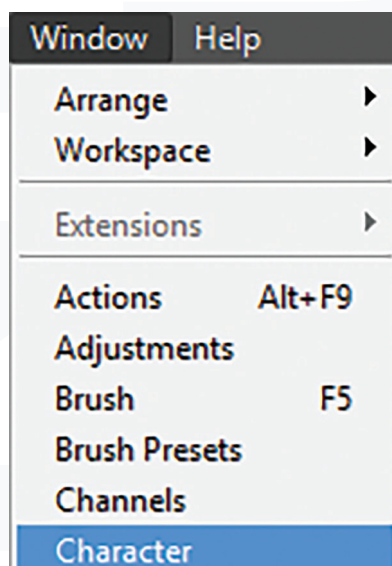 Window Help
Arrange
Workspace
Extensions
Actions Alt+F9
Adjustments
Brush F5
Brush Presets
Channels
Character